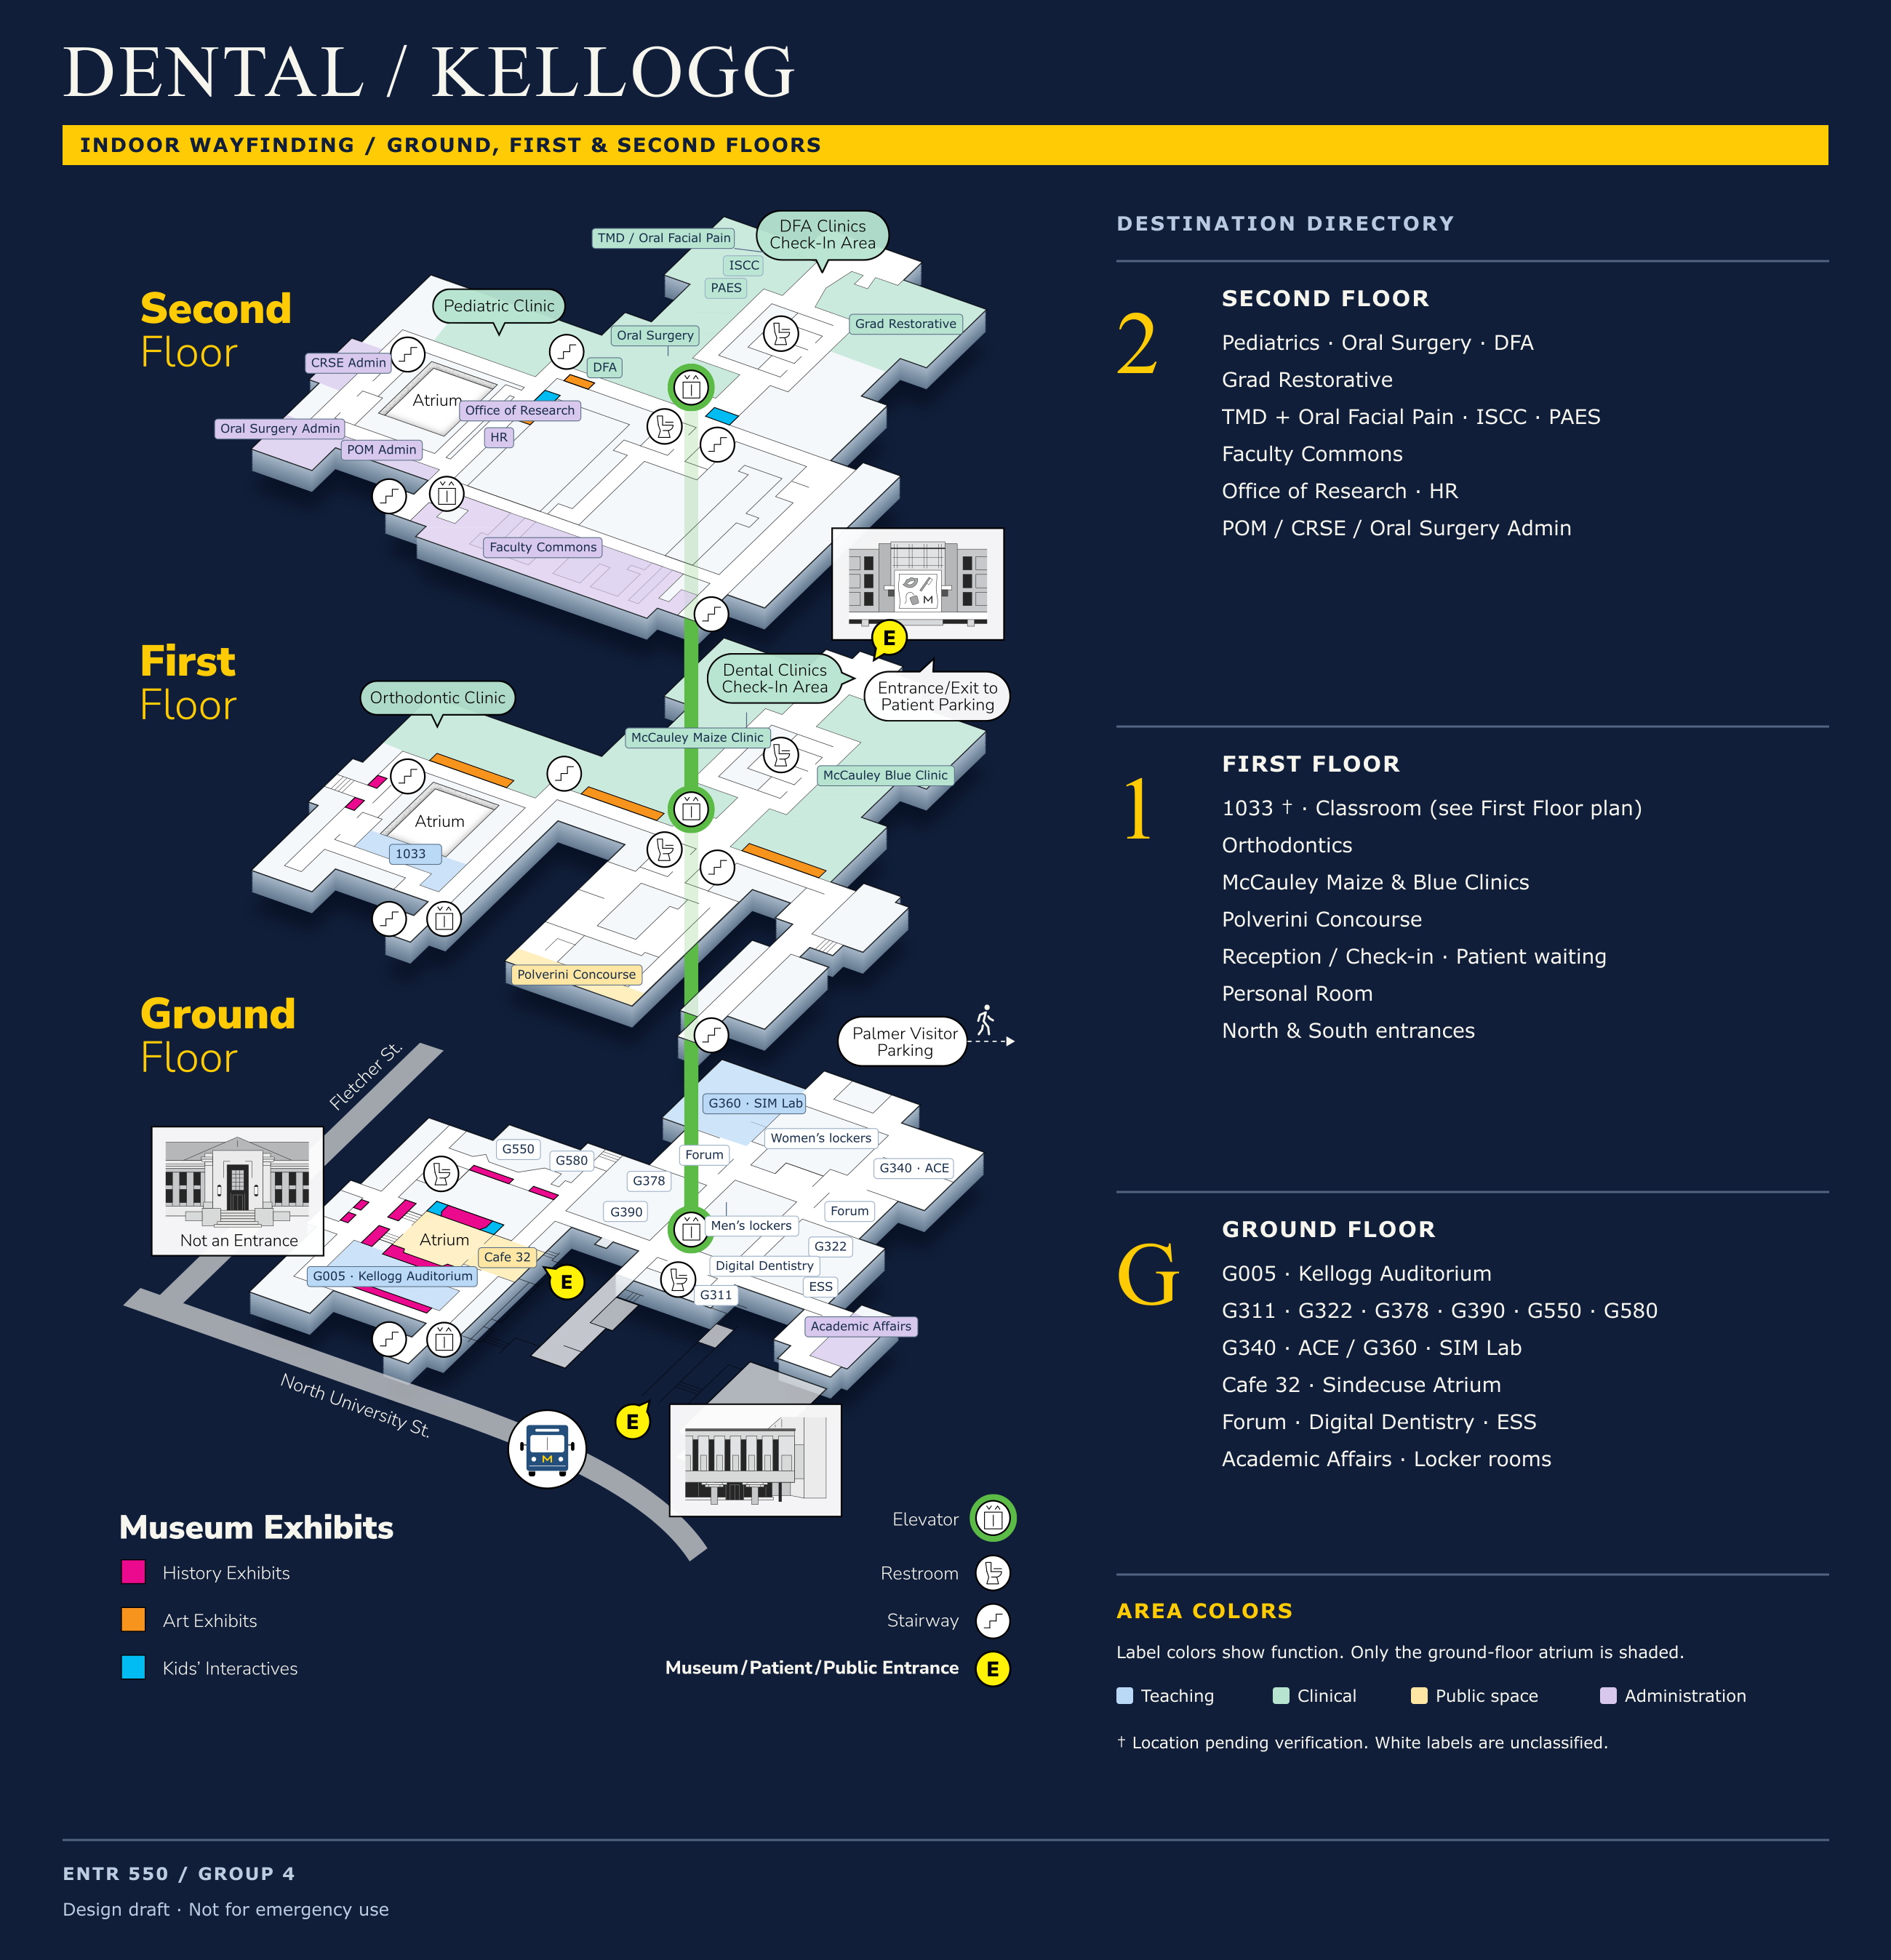 DENTAL / KELLOGG
INDOOR WAYFINDING / GROUND, FIRST & SECOND FLOORS
Second
Floor
TMD / Oral Facial Pain
DFA Clinics
Check-In Area
ISCC
PAES
Pediatric Clinic
Oral Surgery
Grad Restorative
CRSE Admin
DFA
Atrium
Office of Research
Oral Surgery Admin
HR
POM Admin
Faculty Commons
M
E
First
Floor
Dental Clinics
Check-In Area
Entrance/Exit to
Patient Parking
Orthodontic Clinic
McCauley Maize Clinic
McCauley Blue Clinic
Atrium
1033
Polverini Concourse
Ground
Floor
Palmer Visitor
Parking
Fletcher St.
G360 · SIM Lab
Women's lockers
G550
G580
Forum
G340 · ACE
G378
G390
Forum
Men's lockers
Not an Entrance
Atrium
Cafe 32
G322
Digital Dentistry
G005 · Kellogg Auditorium
E
ESS
G311
Academic Affairs
North University St.
E
M
Museum Exhibits
History Exhibits
Art Exhibits
Kids' Interactives
Elevator
Restroom
Stairway
Museum/Patient/Public Entrance
E
DESTINATION DIRECTORY
2
SECOND FLOOR
Pediatrics · Oral Surgery · DFA
Grad Restorative
TMD + Oral Facial Pain · ISCC · PAES
Faculty Commons
Office of Research · HR
POM / CRSE / Oral Surgery Admin
1
FIRST FLOOR
1033 † · Classroom (see First Floor plan)
Orthodontics
McCauley Maize & Blue Clinics
Polverini Concourse
Reception / Check-in · Patient waiting
Personal Room
North & South entrances
G
GROUND FLOOR
G005 · Kellogg Auditorium
G311 · G322 · G378 · G390 · G550 · G580
G340 · ACE / G360 · SIM Lab
Cafe 32 · Sindecuse Atrium
Forum · Digital Dentistry · ESS
Academic Affairs · Locker rooms
AREA COLORS
Label colors show function. Only the ground-floor atrium is shaded.
Teaching
Clinical
Public space
Administration
† Location pending verification. White labels are unclassified.
ENTR 550 / GROUP 4
Design draft · Not for emergency use